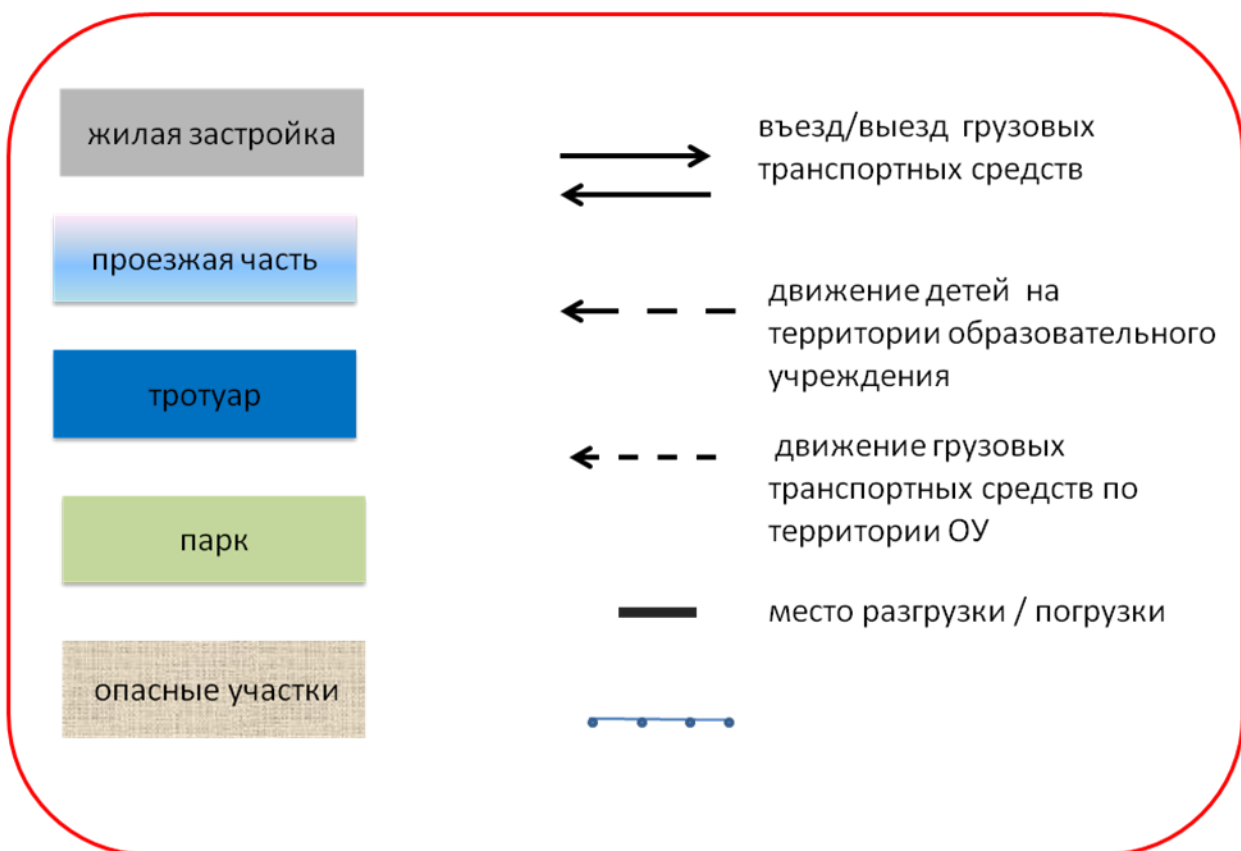 жилая застройка
проезжая часть
тротуар
парк
опасные участки
въезд/выезд грузовых
транспортных средств
движение детей на
территории образовательного
учреждения
движение грузовых
транспортных средств по
территории ОУ
место разгрузки / погрузки